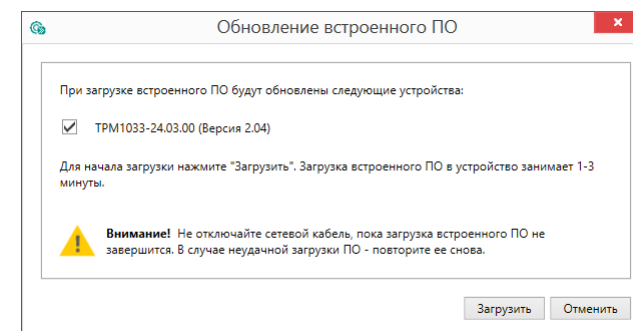 Обновление встроенного ПО
При загрузке встроенного ПО будут обновлены следующие устройства:
ТРМ1033-24.03.00 (Версия 2.04)
Для начала загрузки нажмите "Загрузить". Загрузка встроенного ПО в устройство занимает 1-3
минуты.
Внимание! Не отключайте сетевой кабель, пока загрузка встроенного ПО не
завершится. В случае неудачной загрузки ПО - повторите ее снова.
Загрузить Отменить